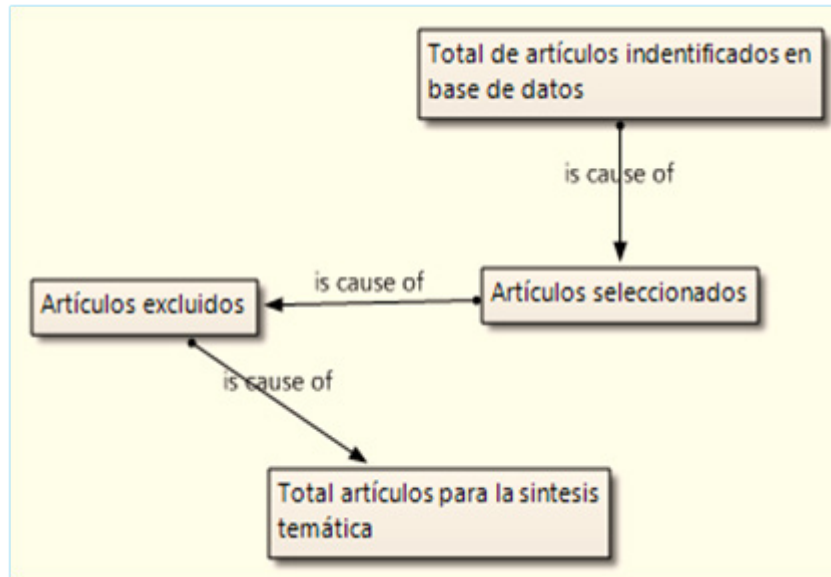 Total de artículos indentificados en
base de datos
is cause of
Artículos seleccionados
is cause of
Artículos excluidos
is cause of
Total artículos para la sintesis
temática